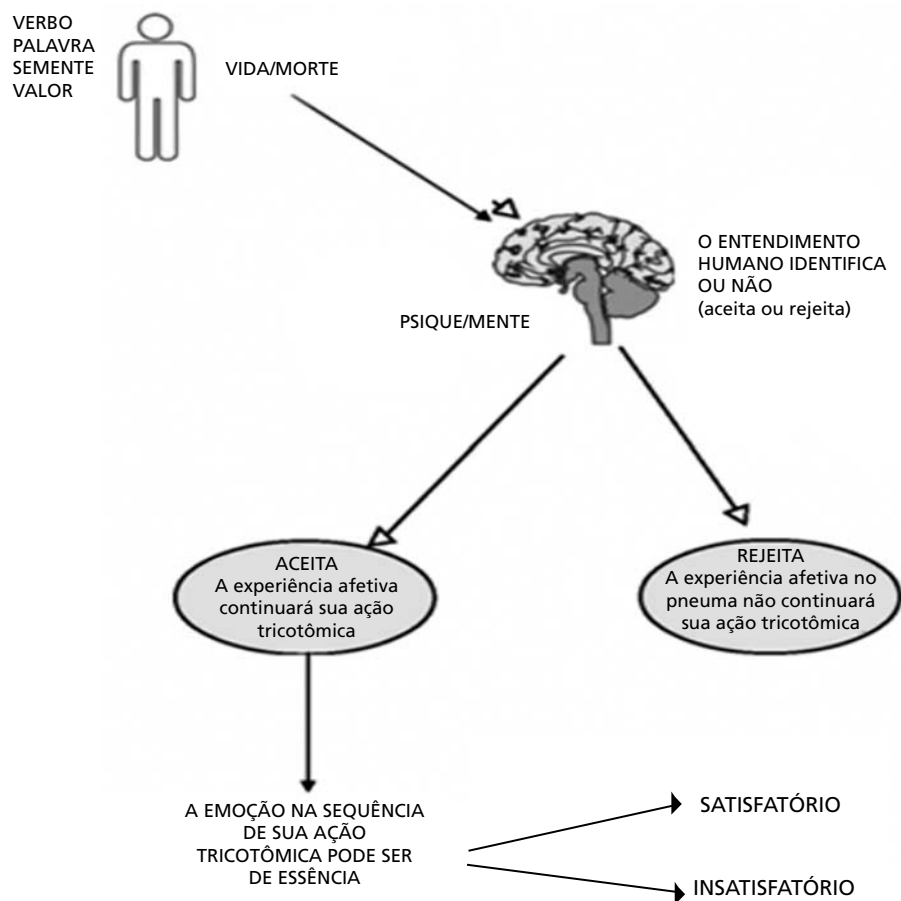 VERBO
PALAVRA
SEMENTE
VALOR
VIDA/MORTE
O ENTENDIMENTO
HUMANO IDENTIFICA
OU NÃO
(aceita ou rejeita)
PSIQUE/MENTE
ACEITA
A experiência afetiva
continuará sua ação
tricotômica
REJEITA
A experiência afetiva no
pneuma não continuará
sua ação tricotômica
A EMOÇÃO NA SEQUÊNCIA
DE SUA AÇÃO
TRICOTÔMICA PODE SER
DE ESSÊNCIA
SATISFATÓRIO
INSATISFATÓRIO